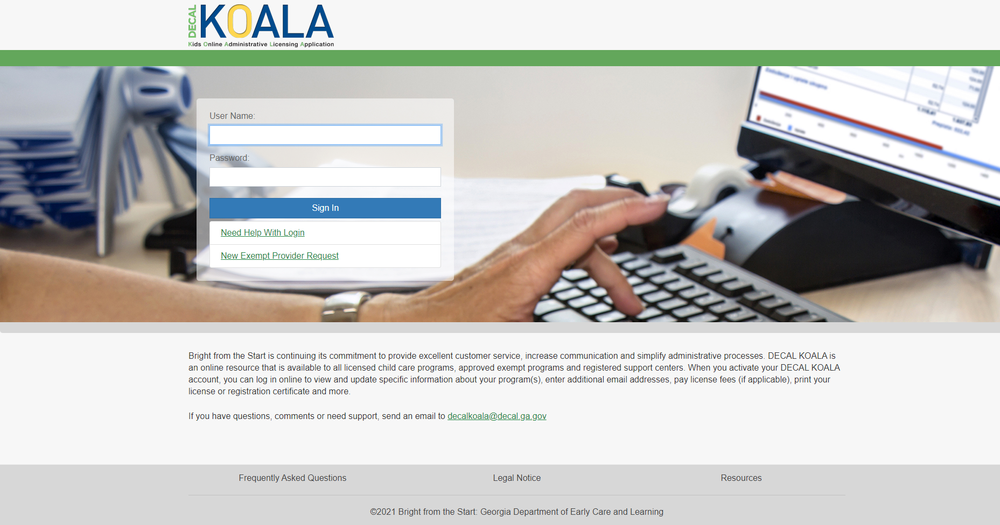 DECAL
KOALA
Kids Online Administrative Licensing Application
User Name:
Password:
Sign In
Need Help With Login
New Exempt Provider Request
Bright from the Start is continuing its commitment to provide excellent customer service, increase communication and simplify administrative processes. DECAL KOALA is
an online resource that is available to all licensed child care programs, approved exempt programs and registered support centers. When you activate your DECAL KOALA
account, you can log in online to view and update specific information about your program(s), enter additional email addresses, pay license fees (if applicable), print your
license or registration certificate and more.
If you have questions, comments or need support, send an email to decalkoala@decal.ga.gov
Frequently Asked Questions
Legal Notice
Resources
©2021 Bright from the Start: Georgia Department of Early Care and Learning